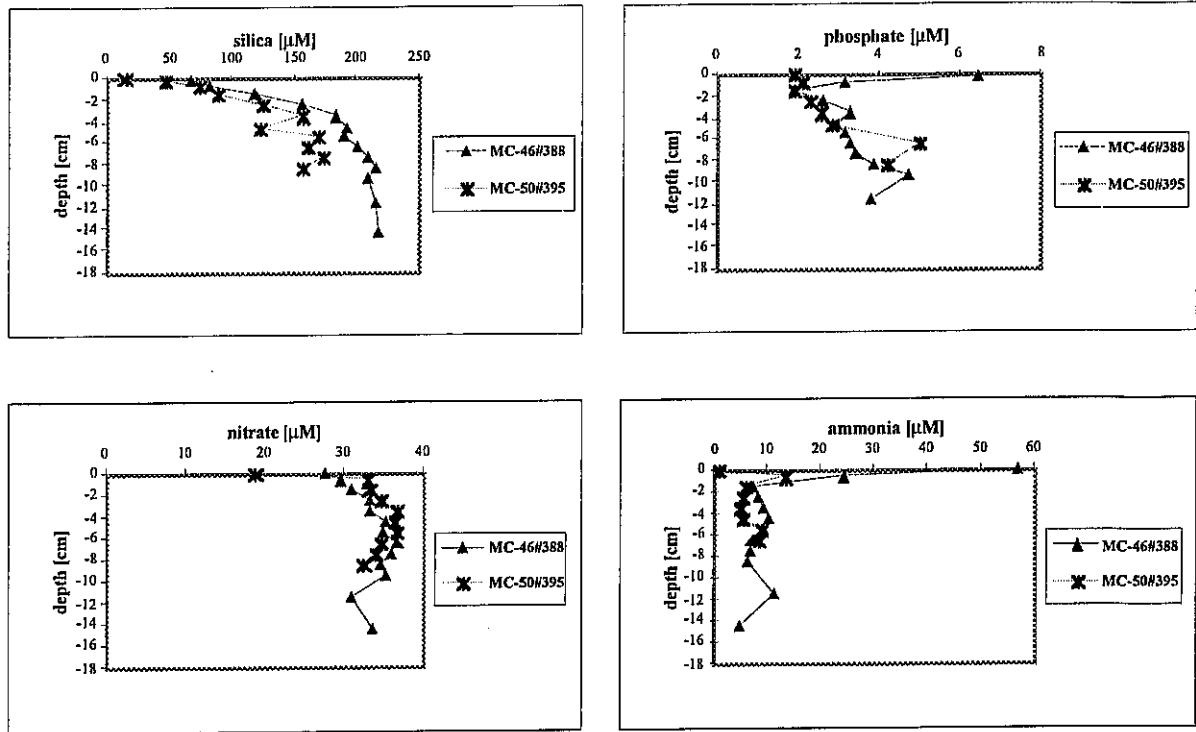 silica [µM]
0 50 100 150 200 250
depth [cm]
0
-2
-4
-6
-8
-10
-12
-14
-16
-18
MC-46#388
MC-50#395
phosphate [µM]
2 4 6 8
depth [cm]
0
-2
-4
-6
-8
-10
-12
-14
-16
-18
MC-46#388
MC-50#395
nitrate [µM]
0 10 20 30 40
depth [cm]
0
-2
-4
-6
-8
-10
-12
-14
-16
-18
MC-46#388
MC-50#395
ammonia [µM]
0 10 20 30 40 50 60
depth [cm]
0
-2
-4
-6
-8
-10
-12
-14
-16
-18
MC-46#388
MC-50#395